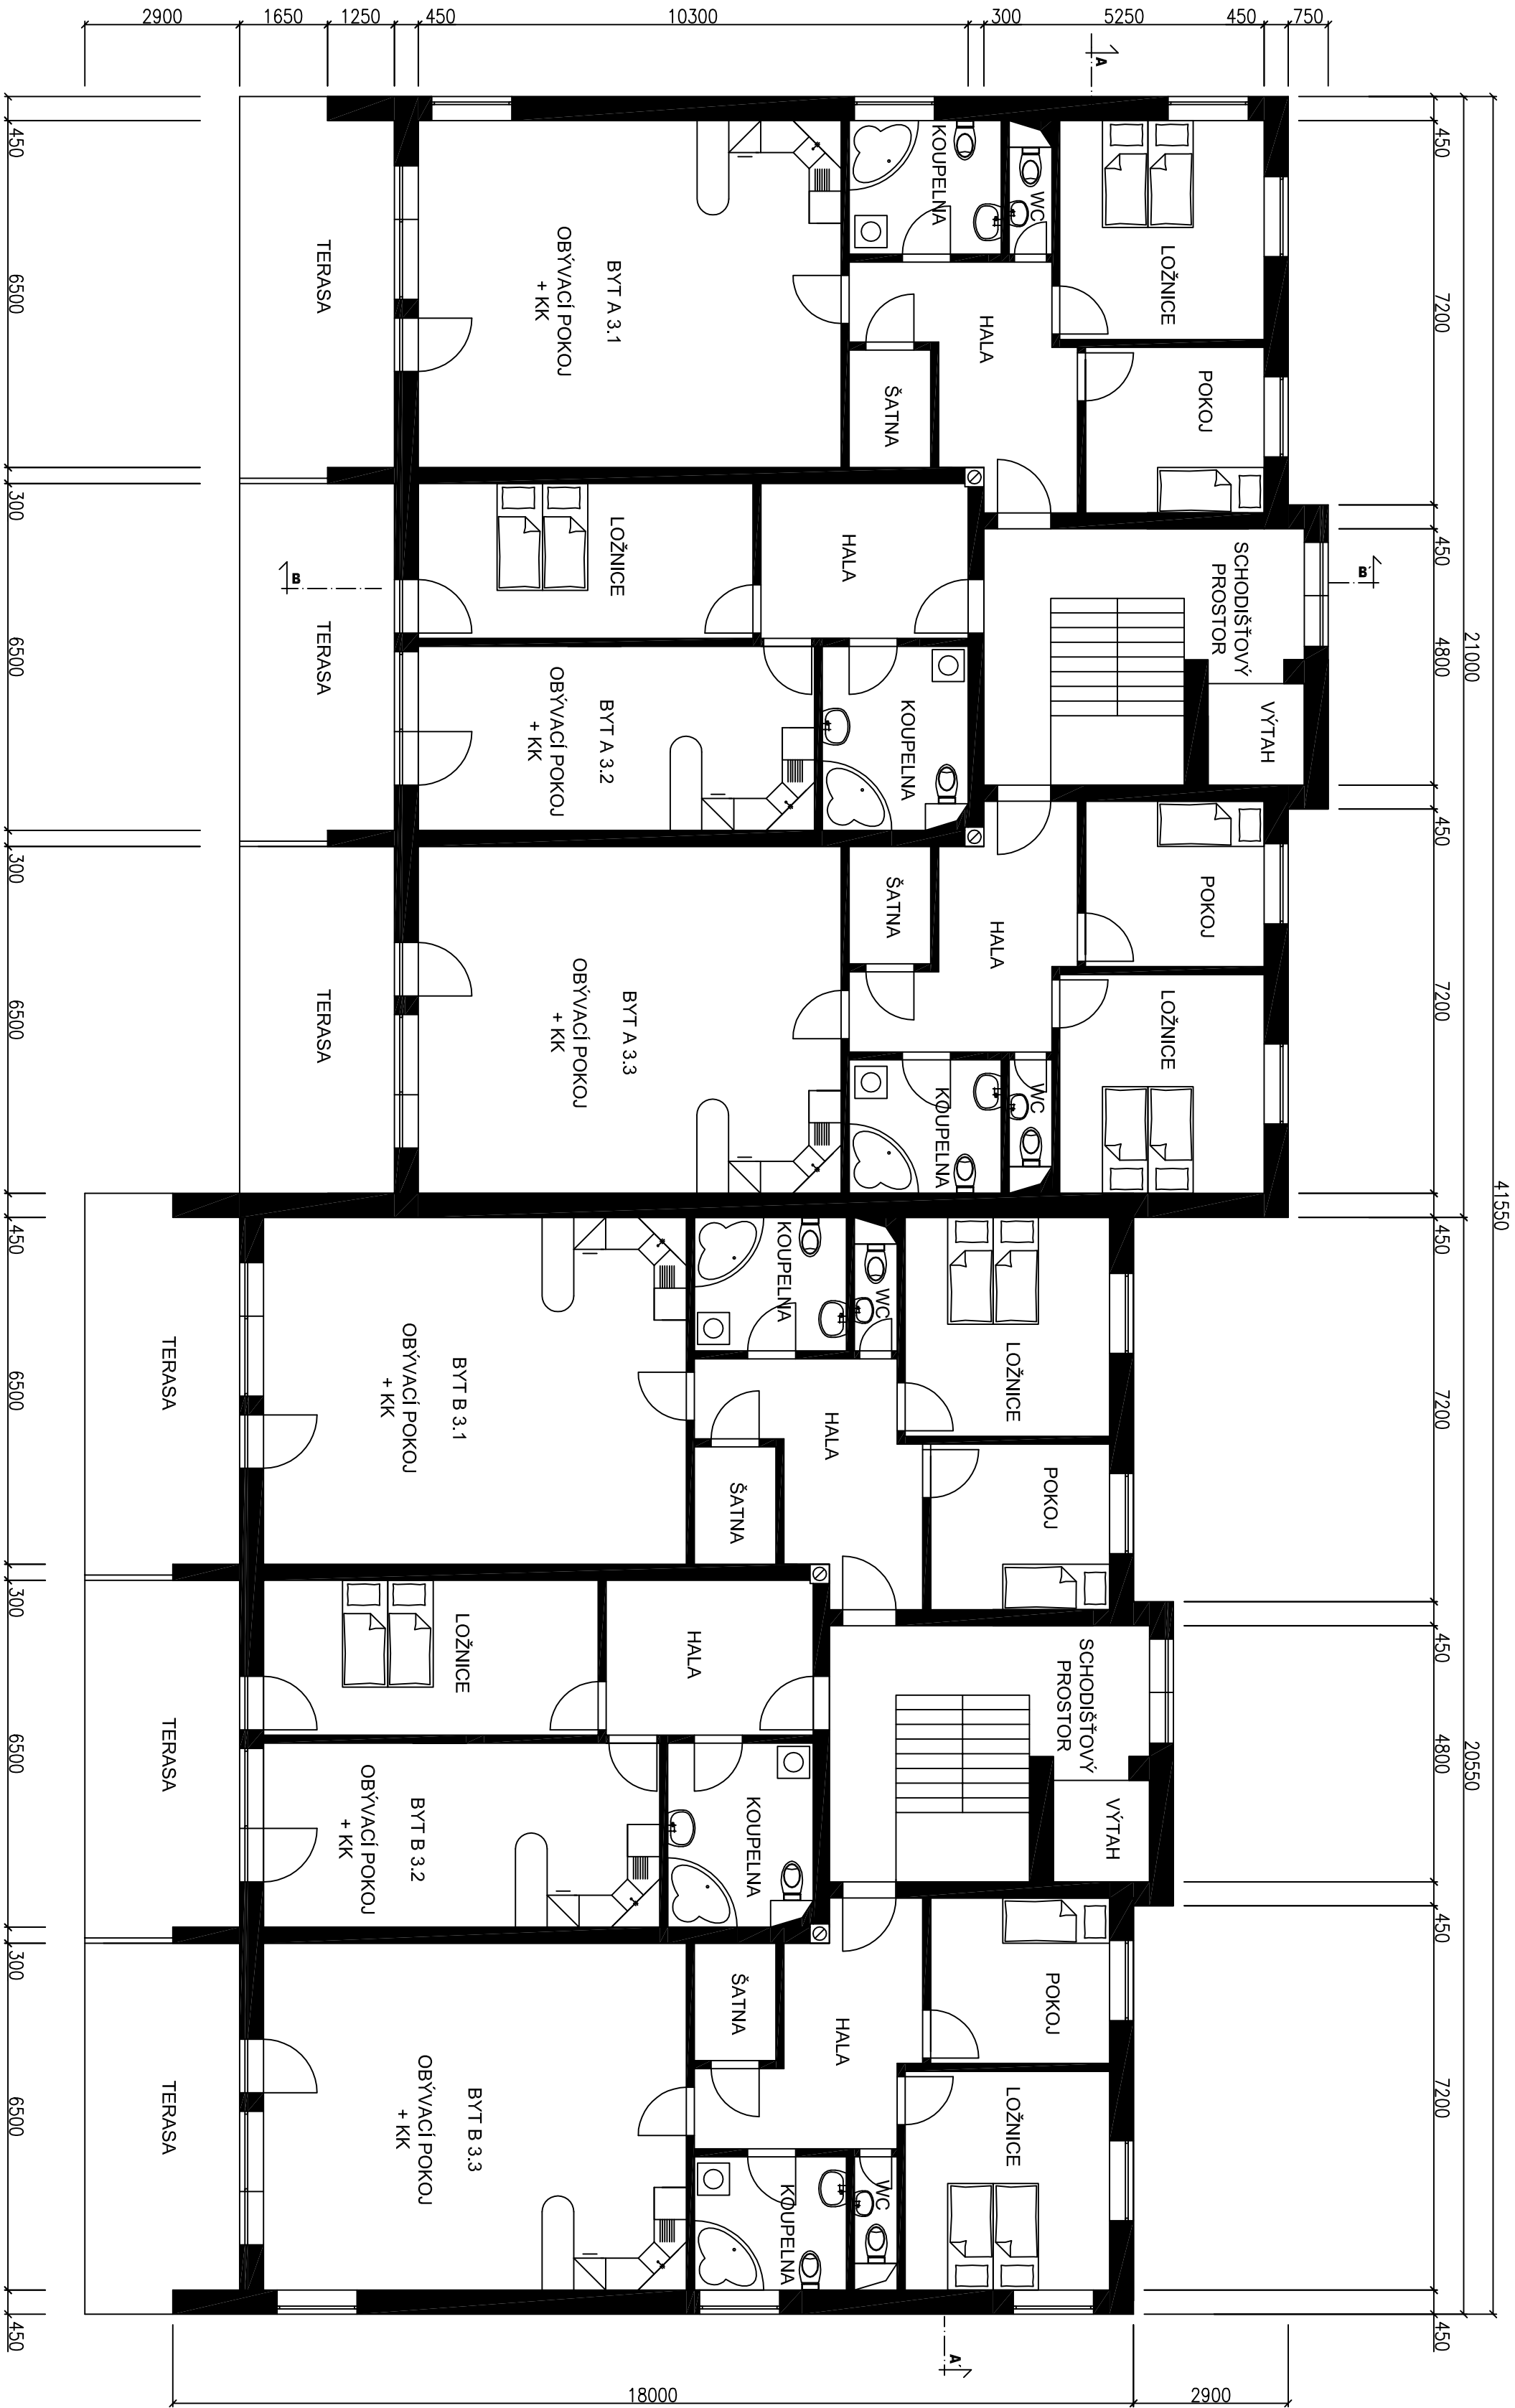 2900
1650
1250
450
10300
300
5250
450
750
A
450
6500
300
6500
300
6500
450
6500
300
6500
300
6500
450
450
7200
450
4800
450
7200
450
7200
450
4800
450
7200
450
21000
20550
41550
18000
2900
B
B´
A´
TERASA
BYT A 3.1
OBÝVACÍ POKOJ
+ KK
KOUPELNA
WC
LOŽNICE
HALA
ŠATNA
POKOJ
TERASA
LOŽNICE
HALA
BYT A 3.2
OBÝVACÍ POKOJ
+ KK
KOUPELNA
SCHODIŠŤOVÝ
PROSTOR
VÝTAH
TERASA
BYT A 3.3
OBÝVACÍ POKOJ
+ KK
ŠATNA
HALA
POKOJ
LOŽNICE
WC
KOUPELNA
TERASA
BYT B 3.1
OBÝVACÍ POKOJ
+ KK
KOUPELNA
WC
LOŽNICE
HALA
ŠATNA
POKOJ
TERASA
LOŽNICE
HALA
BYT B 3.2
OBÝVACÍ POKOJ
+ KK
KOUPELNA
SCHODIŠŤOVÝ
PROSTOR
VÝTAH
TERASA
BYT B 3.3
OBÝVACÍ POKOJ
+ KK
ŠATNA
HALA
POKOJ
LOŽNICE
WC
KOUPELNA